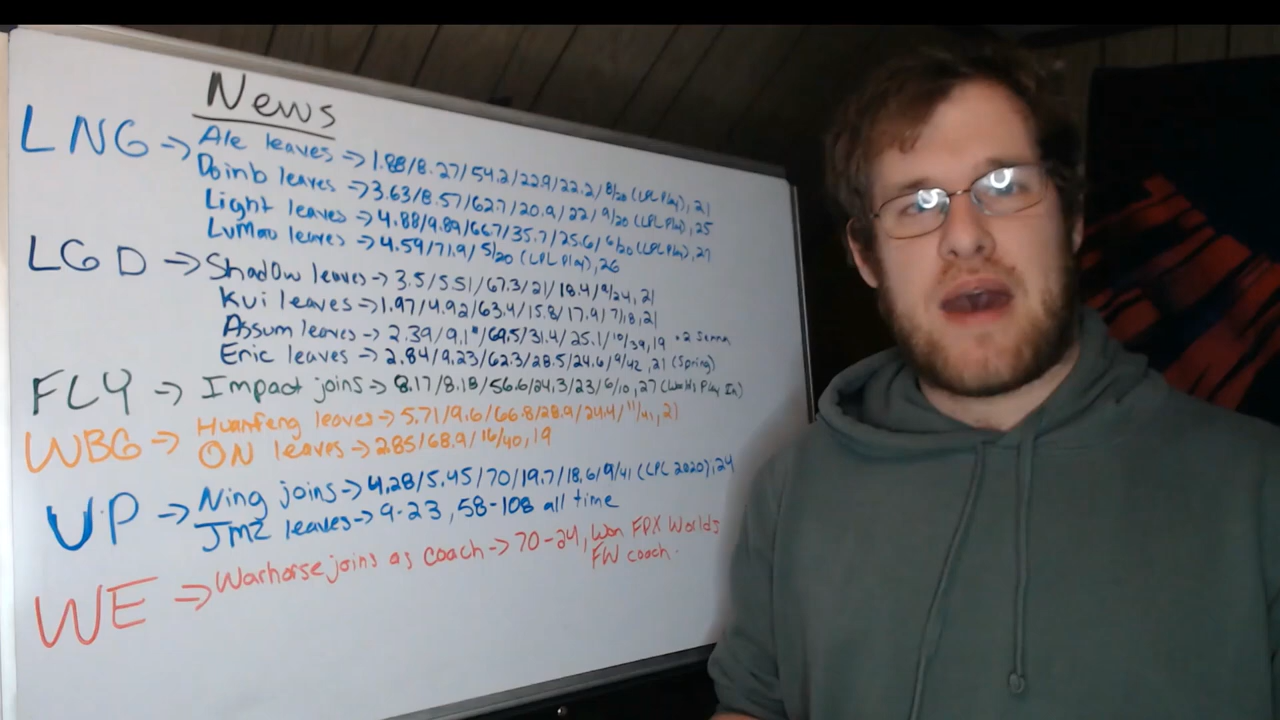 News
LNG → Ale leaves → 1.88/8.27/54.2/22.9/22.2/8/20 (LPL Play), 21
Doinb leaves → 3.63/8.57/62.7/20.9/22/9/20 (LPL Play), 25
Light leaves → 4.88/9.89/66.7/35.7/25.6/6/20 (LPL Play), 27
LvMao leaves → 4.59/71.9/5/20 (LPL Play), 26
LGD → Shad0w leaves → 3.5/5.51/67.3/21/18.4/9/24, 21
Kui leaves → 1.97/4.92/63.4/15.8/17.9/7/18, 21
Assum leaves → 2.39/9.1"/69.5/31.4/25.1/10/29, 19 • 2 Senna
Eric leaves → 2.84/9.23/62.3/28.5/24.6/9/42, 21 (Spring)
FLY → Impact joins → 8.17/8.18/56.6/24.3/23/6/10, 27 (Worlds Play In)
WBG → Huanfeng leaves → 5.71/9.6/66.8/28.9/24.4/11/41, 21
ON leaves → 2.85/68.9/16/40, 19
UP → Ning joins → 4.28/5.45/70/19.7/18.6/9/41 (LPL 2020), 24
JMZ leaves → 9-23, 58-108 all time
WE → Warhorse joins as coach → 70-24, Won FPX Worlds
FW coach.